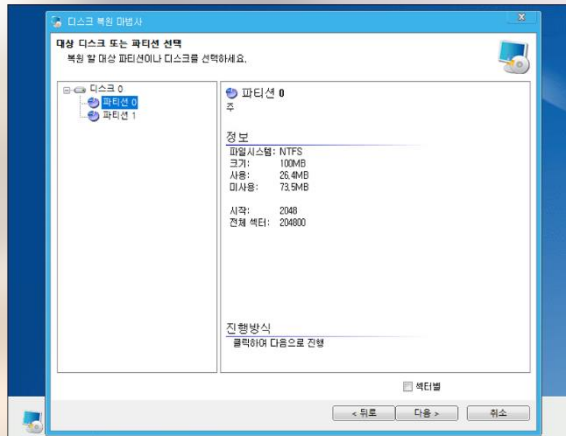 디스크 복원 마법사
대상 디스크 또는 파티션 선택
복원 할 대상 파티션이나 디스크를 선택하세요.
디스크 0
파티션 0
파티션 1
파티션 0
주
정보
파일시스템: NTFS
크기: 100MB
사용: 26,4MB
미사용: 73,5MB
시작: 2048
전체 섹터: 204800
진행방식
클릭하여 다음으로 진행
섹터별
< 뒤로 다음 > 취소